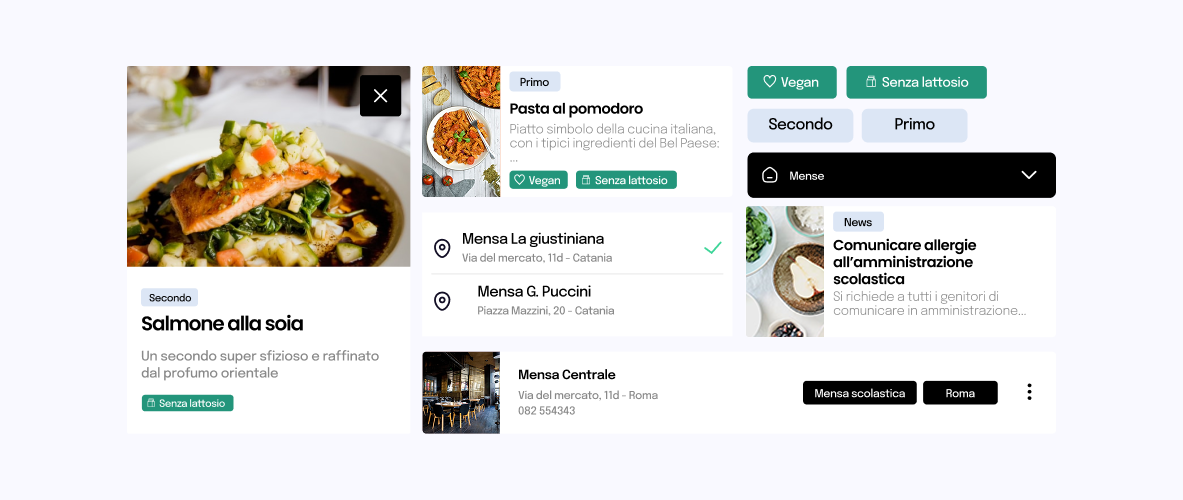 Secondo
Salmone alla soia
Un secondo super sfizioso e raffinato
dal profumo orientale
Senza lattosio
Primo
Pasta al pomodoro
Piatto simbolo della cucina italiana,
con i tipici ingredienti del Bel Paese:
...
Vegan
Senza lattosio
Mensa La giustiniana
Via del mercato, 11d - Catania
Mensa G. Puccini
Piazza Mazzini, 20 - Catania
Vegan
Senza lattosio
Secondo
Primo
Mense
News
Comunicare allergie
all’amministrazione
scolastica
Si richiede a tutti i genitori di
comunicare in amministrazione...
Mensa Centrale
Via del mercato, 11d - Roma
082 554343
Mensa scolastica
Roma